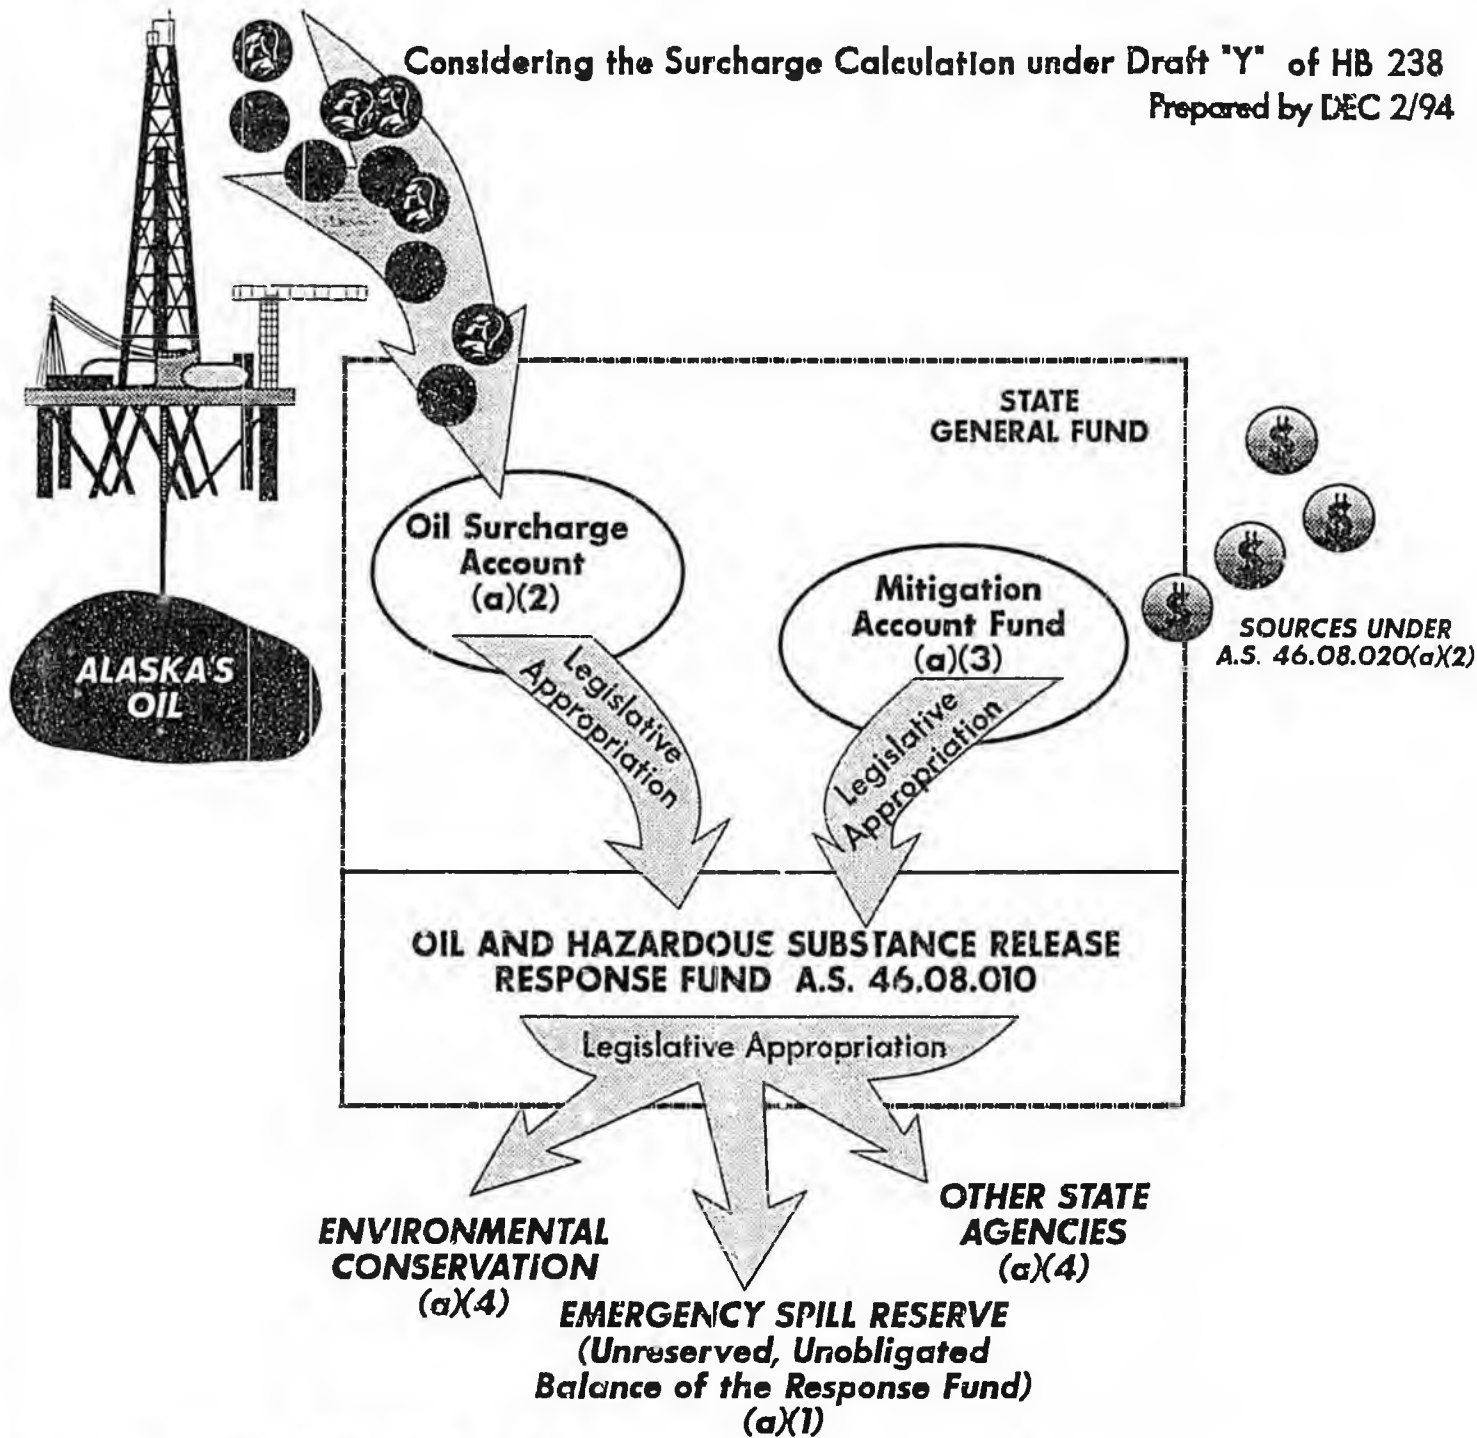 Considering the Surcharge Calculation under Draft "Y" of HB 238
Prepared by DEC 2/94
STATE
GENERAL FUND
Oil Surcharge
Account
(a)(2)
Mitigation
Account Fund
(a)(3)
SOURCES UNDER
A.S. 46.08.020(a)(2)
ALASKA'S
OIL
Legislative
Appropriation
Legislative
Appropriation
OIL AND HAZARDOUS SUBSTANCE RELEASE
RESPONSE FUND A.S. 46.08.010
Legislative Appropriation
ENVIRONMENTAL
CONSERVATION
(a)(4)
OTHER STATE
AGENCIES
(a)(4)
EMERGENCY SPILL RESERVE
(Unreserved, Unobligated
Balance of the Response Fund)
(a)(1)
$
$
$
$